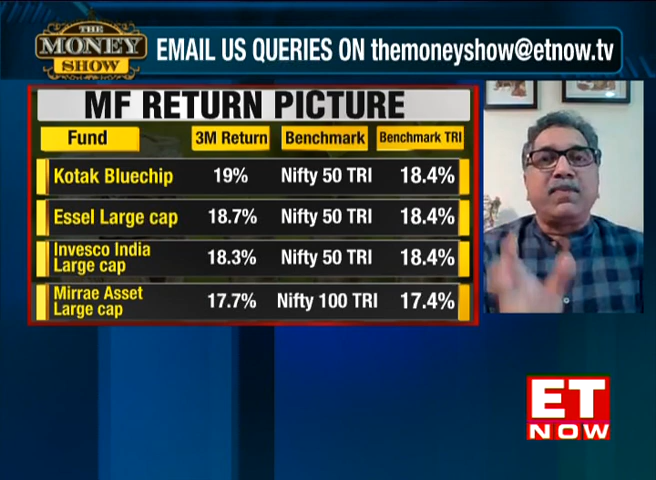 THE
MONEY
SHOW
EMAIL US QUERIES ON themoneyshow@etnow.tv
MF RETURN PICTURE
Fund 3M Return Benchmark Benchmark TRI
Kotak Bluechip 19% Nifty 50 TRI 18.4%
Essel Large cap 18.7% Nifty 50 TRI 18.4%
Invesco India
Large cap 18.3% Nifty 50 TRI 18.4%
Mirrae Asset
Large cap 17.7% Nifty 100 TRI 17.4%
ET
NOW